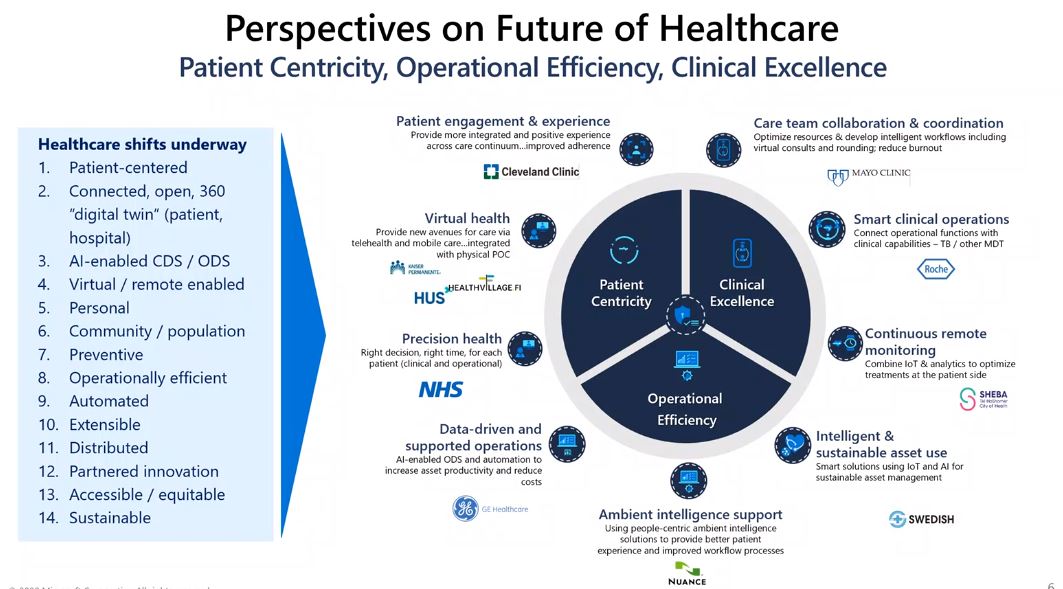 Perspectives on Future of Healthcare
Patient Centricity, Operational Efficiency, Clinical Excellence
Healthcare shifts underway
1. Patient-centered
2. Connected, open, 360
"digital twin" (patient,
hospital)
3. AI-enabled CDS / ODS
4. Virtual / remote enabled
5. Personal
6. Community / population
7. Preventive
8. Operationally efficient
9. Automated
10. Extensible
11. Distributed
12. Partnered innovation
13. Accessible / equitable
14. Sustainable
Patient engagement & experience
Provide more integrated and positive experience
across care continuum...improved adherence
Cleveland Clinic
Virtual health
Provide new avenues for care via
telehealth and mobile care...integrated
with physical POC
KAISER
PERMANENTE.
HUS
HEALTHVILLAGE.FI
Precision health
Right decision, right time, for each
patient (clinical and operational)
NHS
Data-driven and
supported operations
AI-enabled ODS and automation to
increase asset productivity and reduce
costs
GE Healthcare
Patient
Centricity
Clinical
Excellence
Operational
Efficiency
Ambient intelligence support
Using people-centric ambient intelligence
solutions to provide better patient
experience and improved workflow processes
NUANCE
Care team collaboration & coordination
Optimize resources & develop intelligent workflows including
virtual consults and rounding; reduce burnout
MAYO CLINIC
Smart clinical operations
Connect operational functions with
clinical capabilities – TB / other MDT
Roche
Continuous remote
monitoring
Combine IoT & analytics to optimize
treatments at the patient side
SHEBA
Tel HaShomer
City of Health
Intelligent &
sustainable asset use
Smart solutions using IoT and AI for
sustainable asset management
SWEDISH
6